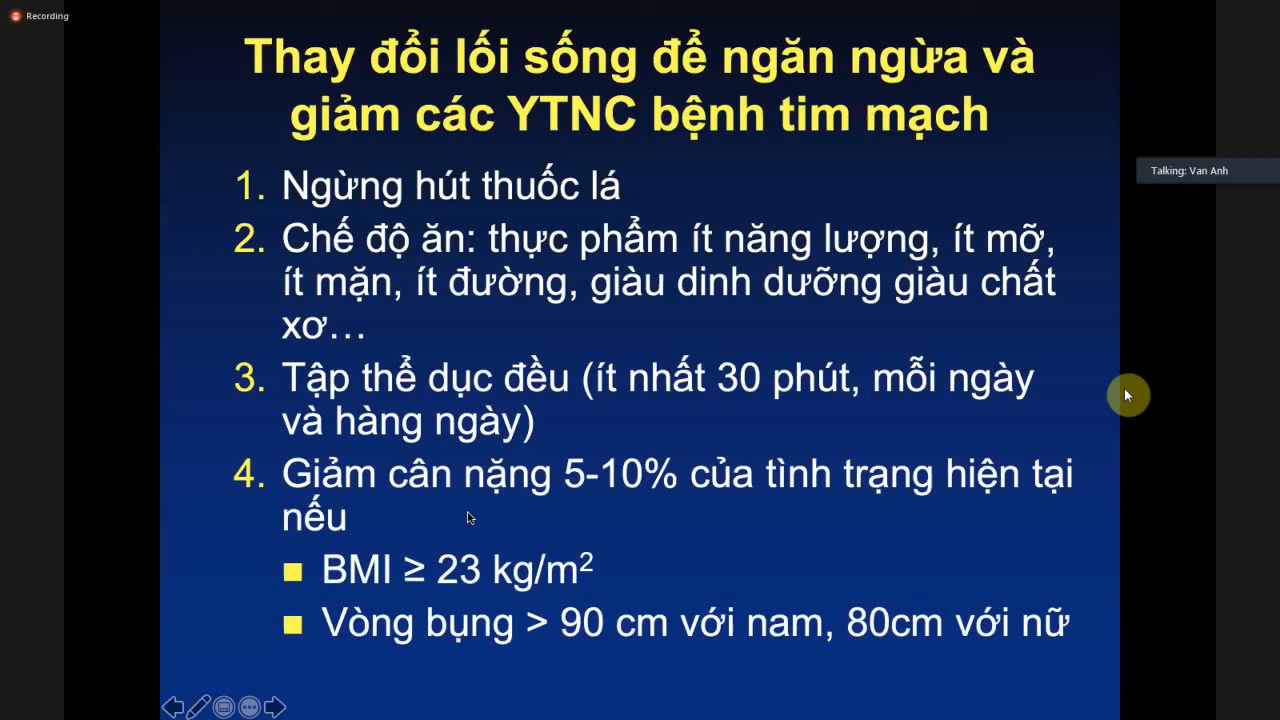 Recording
Thay đổi lối sống để ngăn ngừa và
giảm các YTNC bệnh tim mạch
Talking: Van Anh
1. Ngừng hút thuốc lá
2. Chế độ ăn: thực phẩm ít năng lượng, ít mỡ,
ít mặn, ít đường, giàu dinh dưỡng giàu chất
xơ...
3. Tập thể dục đều (ít nhất 30 phút, mỗi ngày
và hàng ngày)
4. Giảm cân nặng 5-10% của tình trạng hiện tại
nếu
■ BMI ≥ 23 kg/m²
■ Vòng bụng > 90 cm với nam, 80cm với nữ